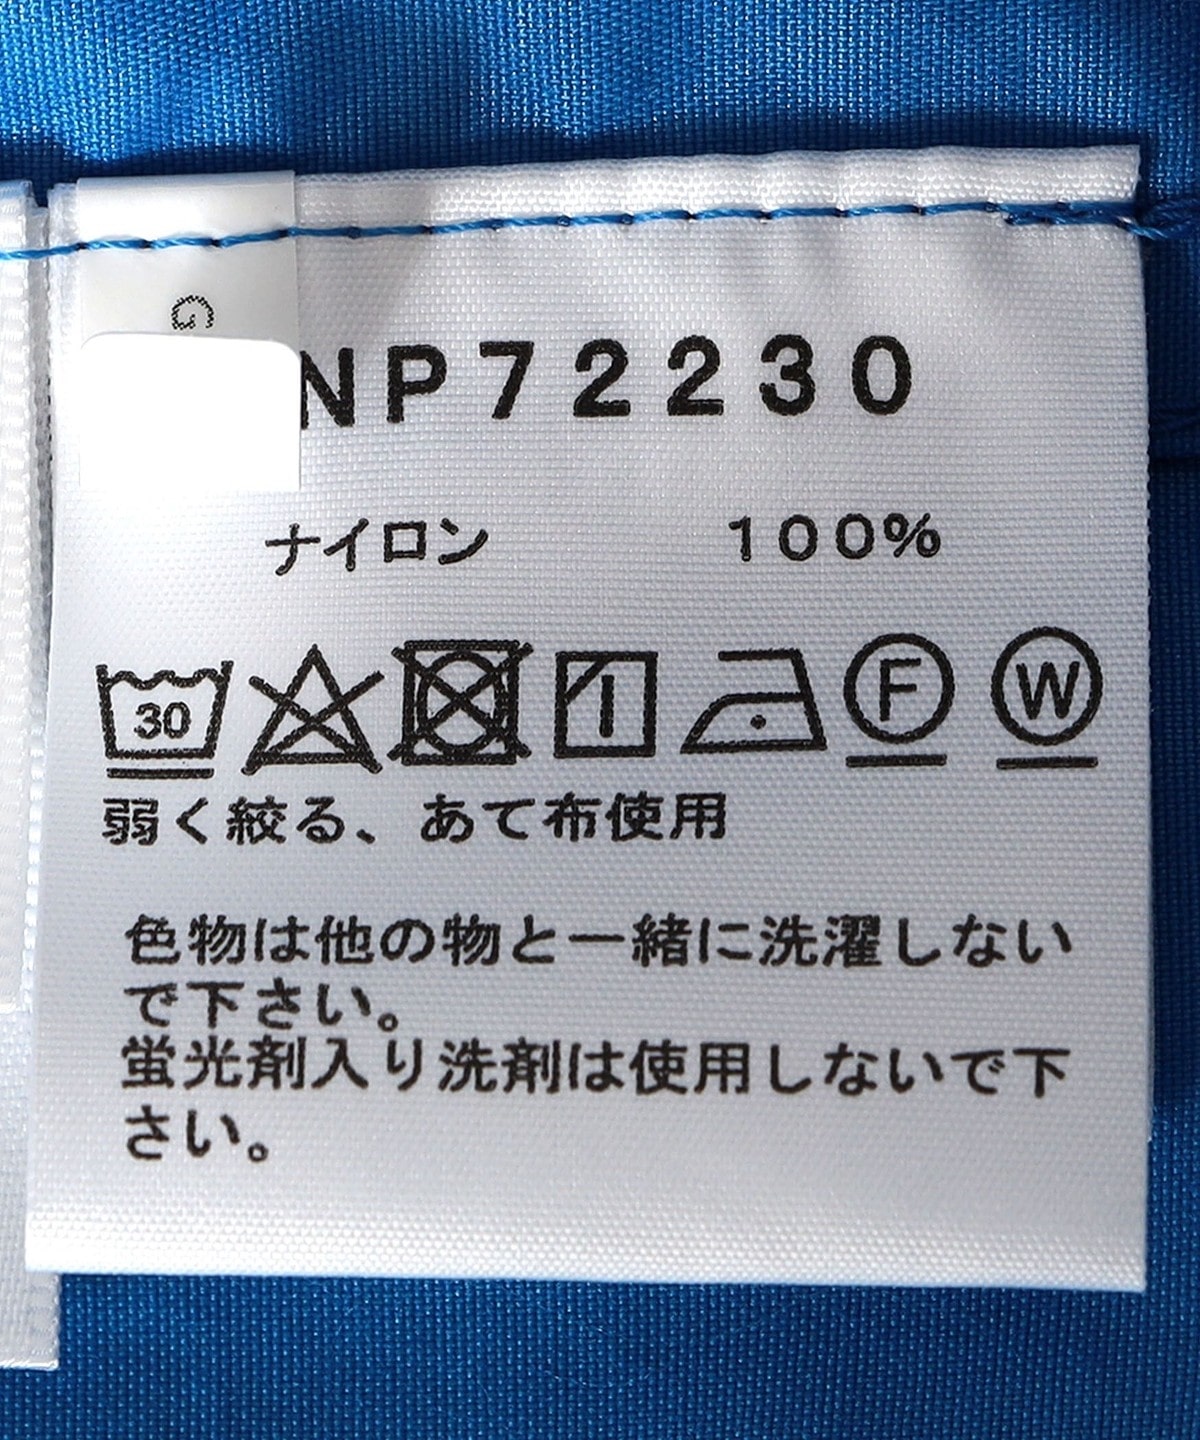 G
NP72230
ナイロン 100%
30 F W
弱く絞る、あて布使用
色物は他の物と一緒に洗濯しない
で下さい。
蛍光剤入り洗剤は使用しないで下
さい。